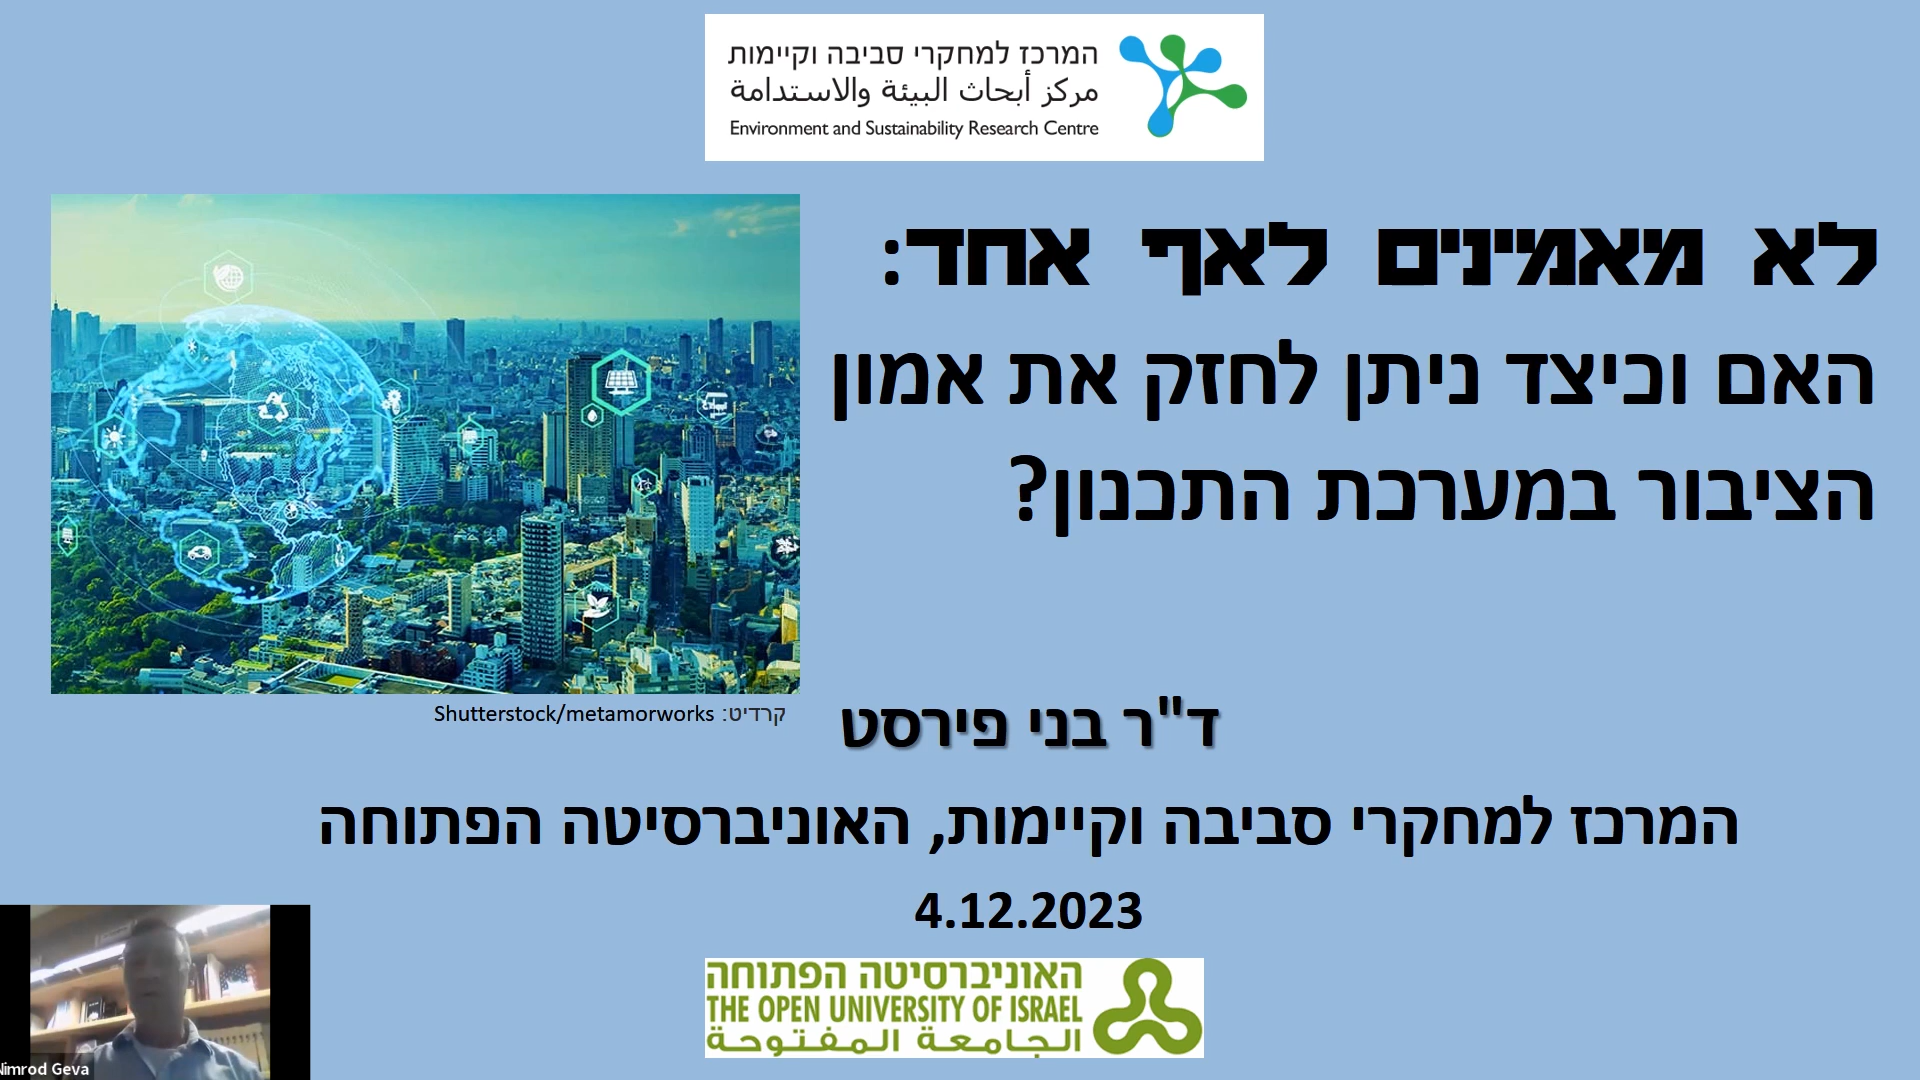 המרכז למחקרי סביבה וקיימות
مركز أبحاث البيئة والاستدامة
Environment and Sustainability Research Centre
לא מאמינים לאף אחד:
האם וכיצד ניתן לחזק את אמון
הציבור במערכת התכנון?
קרדיט: Shutterstock/metamorworks
ד"ר בני פירסט
המרכז למחקרי סביבה וקיימות, האוניברסיטה הפתוחה
4.12.2023
האוניברסיטה הפתוחה
THE OPEN UNIVERSITY OF ISRAEL
الجامعة المفتوحة
Nimrod Geva